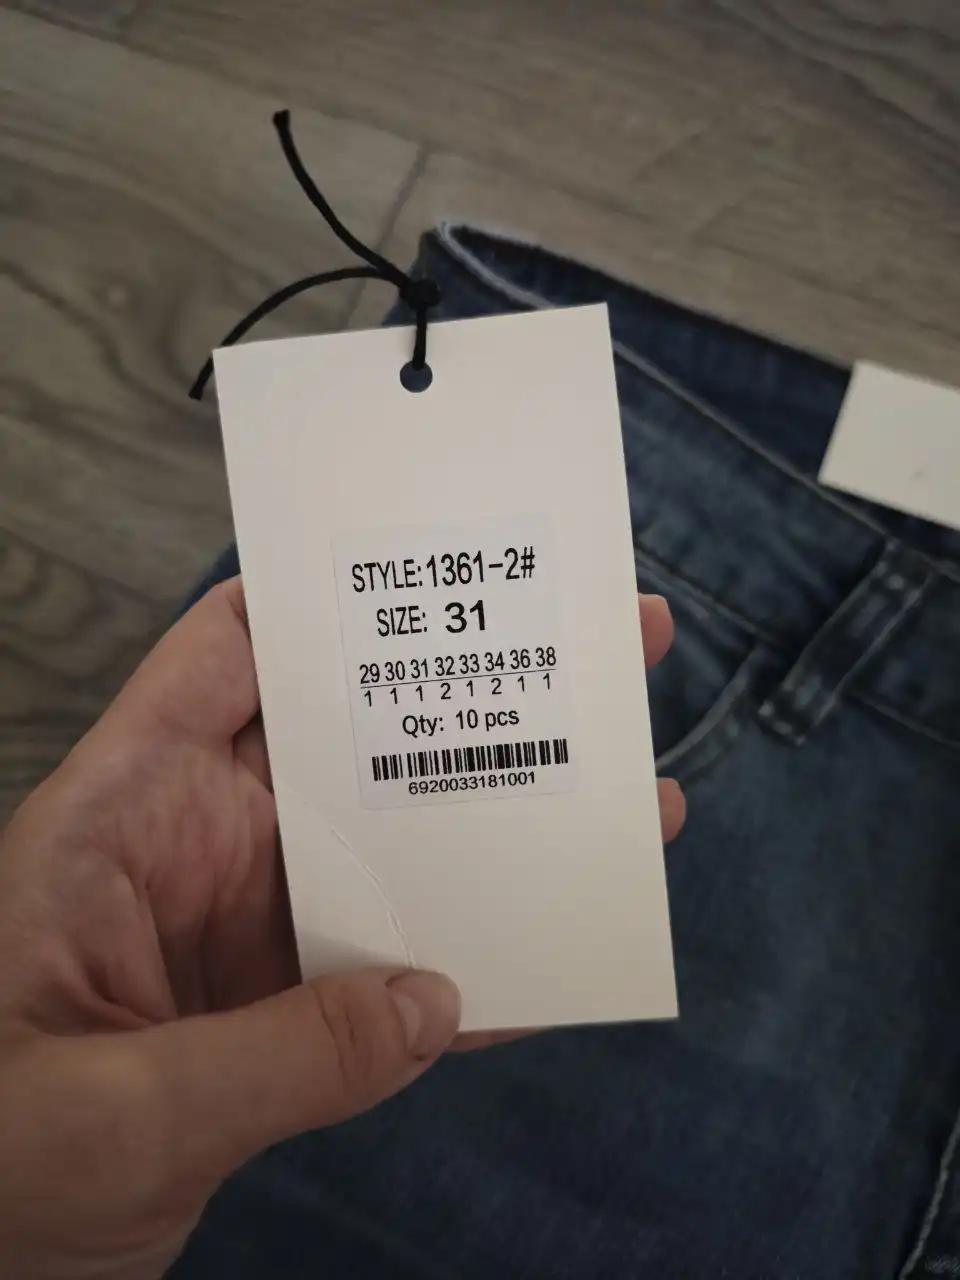 STYLE:1361-2#
SIZE: 31
29 30 31 32 33 34 36 38
1 1 1 2 1 2 1 1
Qty: 10 pcs
6920033181001